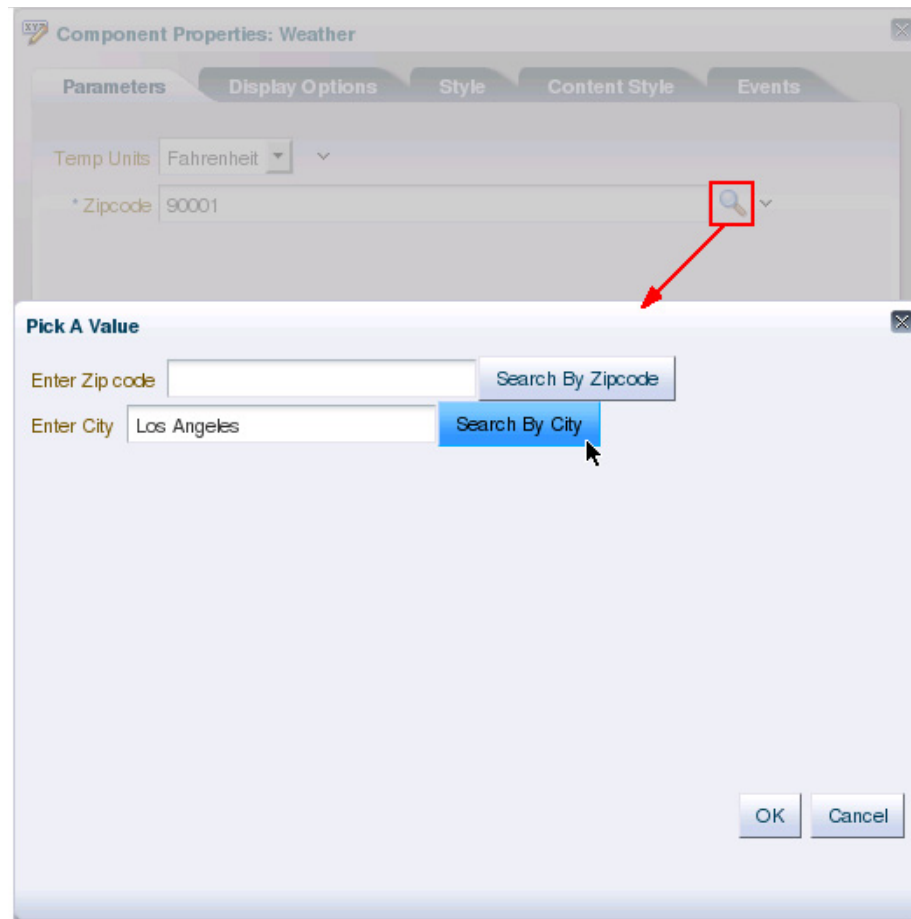 Component Properties: Weather
Parameters Display Options Style Content Style Events
Temp Units Fahrenheit
* Zipcode 90001
Pick A Value
Enter Zip code Search By Zipcode
Enter City Los Angeles Search By City
OK Cancel